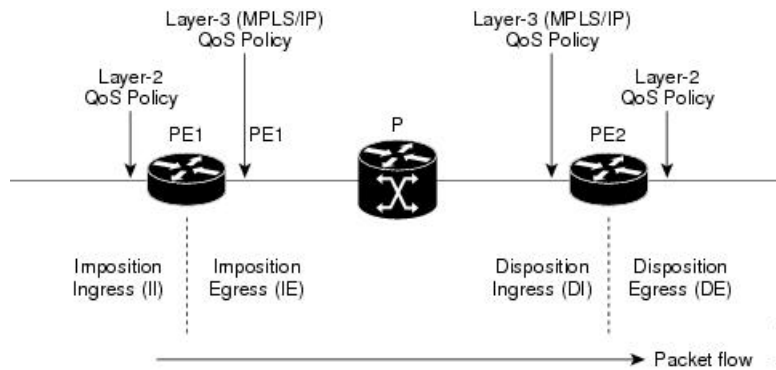 Layer-3 (MPLS/IP)
QoS Policy
Layer-3 (MPLS/IP)
QoS Policy
Layer-2
QoS Policy
Layer-2
QoS Policy
PE1
PE1
P
PE2
Imposition
Ingress (II)
Imposition
Egress (IE)
Disposition
Ingress (DI)
Disposition
Egress (DE)
Packet flow